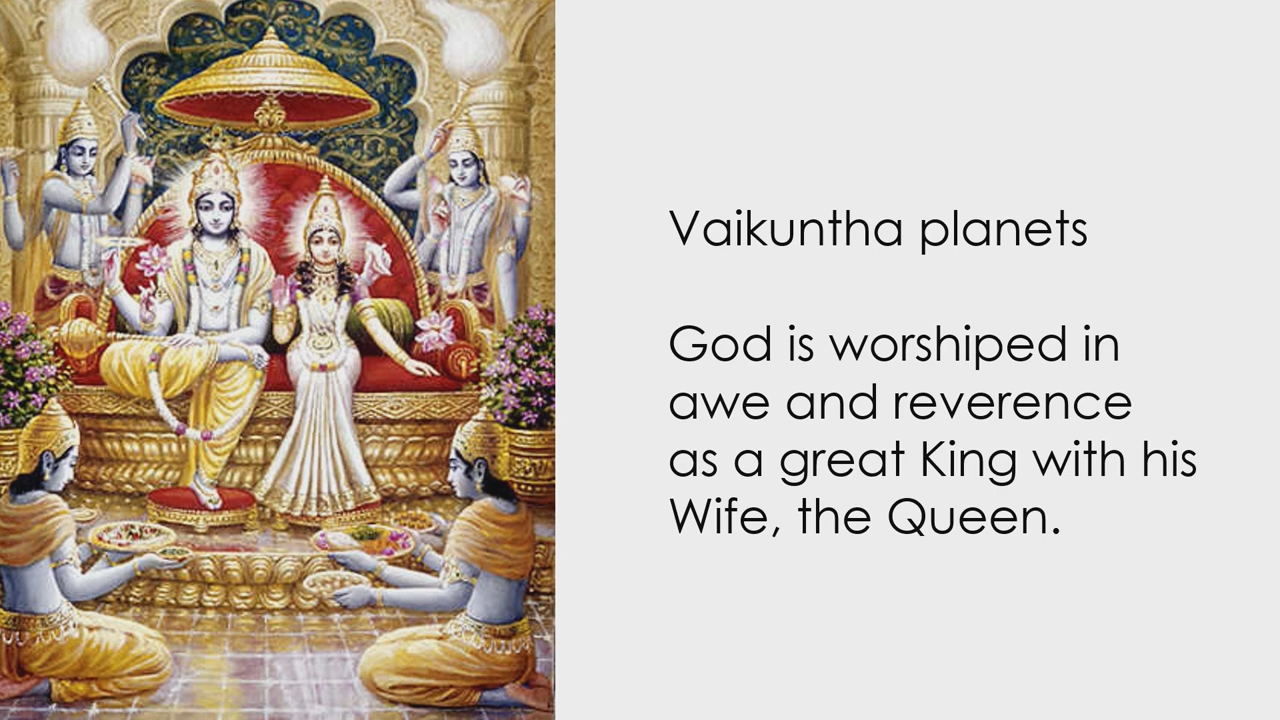 Vaikuntha planets
God is worshiped in
awe and reverence
as a great King with his
Wife, the Queen.